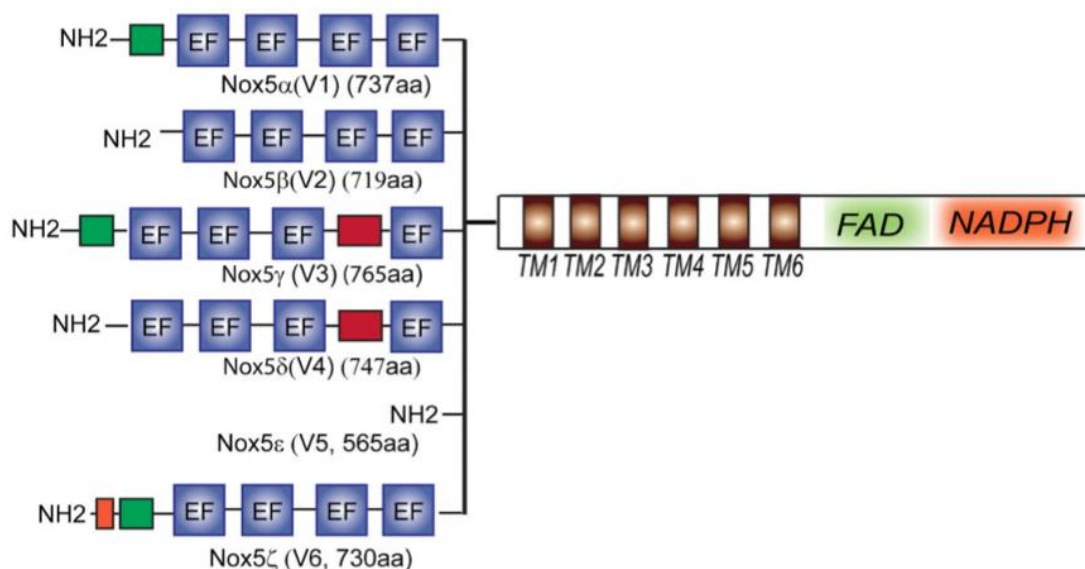 NH2 EF EF EF EF
Nox5α(V1) (737aa)
NH2 EF EF EF EF
Nox5β(V2) (719aa)
NH2 EF EF EF EF
Nox5γ (V3) (765aa)
NH2 EF EF EF EF
Nox5δ(V4) (747aa)
NH2
Nox5ε (V5, 565aa)
NH2 EF EF EF EF
Nox5ζ (V6, 730aa)
FAD NADPH
TM1 TM2 TM3 TM4 TM5 TM6